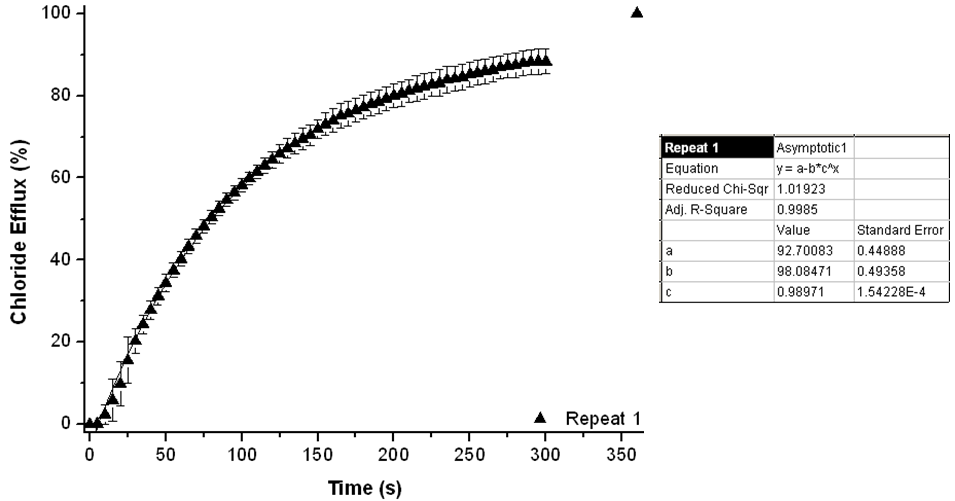 100
80
60
40
20
0
Chloride Efflux (%)
0 50 100 150 200 250 300 350
Time (s)
Repeat 1
Repeat 1 Asymptotic1
Equation y = a-b*c^x
Reduced Chi-Sqr 1.01923
Adj. R-Square 0.9985
Value Standard Error
a 92.70083 0.44888
b 98.08471 0.49358
c 0.98971 1.54228E-4